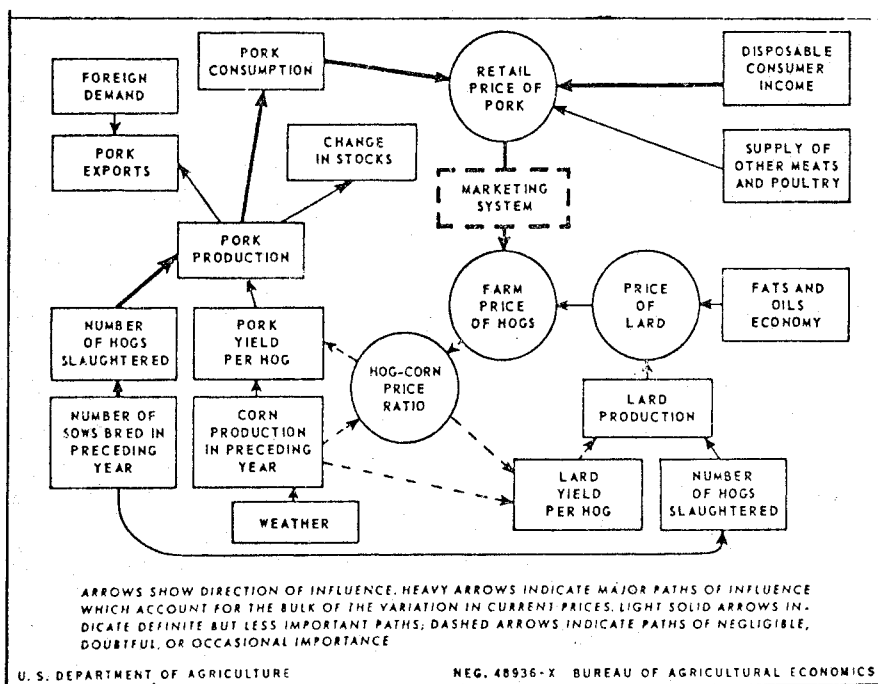 PORK
CONSUMPTION
RETAIL
PRICE OF
PORK
DISPOSABLE
CONSUMER
INCOME
FOREIGN
DEMAND
CHANGE
IN STOCKS
PORK
EXPORTS
SUPPLY OF
OTHER MEATS
AND POULTRY
MARKETING
SYSTEM
PORK
PRODUCTION
FARM
PRICE
OF HOGS
PRICE
OF
LARD
FATS AND
OILS
ECONOMY
NUMBER
OF HOGS
SLAUGHTERED
PORK
YIELD
PER HOG
HOG-CORN
PRICE
RATIO
LARD
PRODUCTION
NUMBER OF
SOWS BRED IN
PRECEDING
YEAR
CORN
PRODUCTION
IN PRECEDING
YEAR
LARD
YIELD
PER HOG
NUMBER
OF HOGS
SLAUGHTERED
WEATHER
ARROWS SHOW DIRECTION OF INFLUENCE. HEAVY ARROWS INDICATE MAJOR PATHS OF INFLUENCE
WHICH ACCOUNT FOR THE BULK OF THE VARIATION IN CURRENT PRICES. LIGHT SOLID ARROWS IN-
DICATE DEFINITE BUT LESS IMPORTANT PATHS; DASHED ARROWS INDICATE PATHS OF NEGLIGIBLE,
DOUBTFUL, OR OCCASIONAL IMPORTANCE
U. S. DEPARTMENT OF AGRICULTURE NEG. 48936-X BUREAU OF AGRICULTURAL ECONOMICS